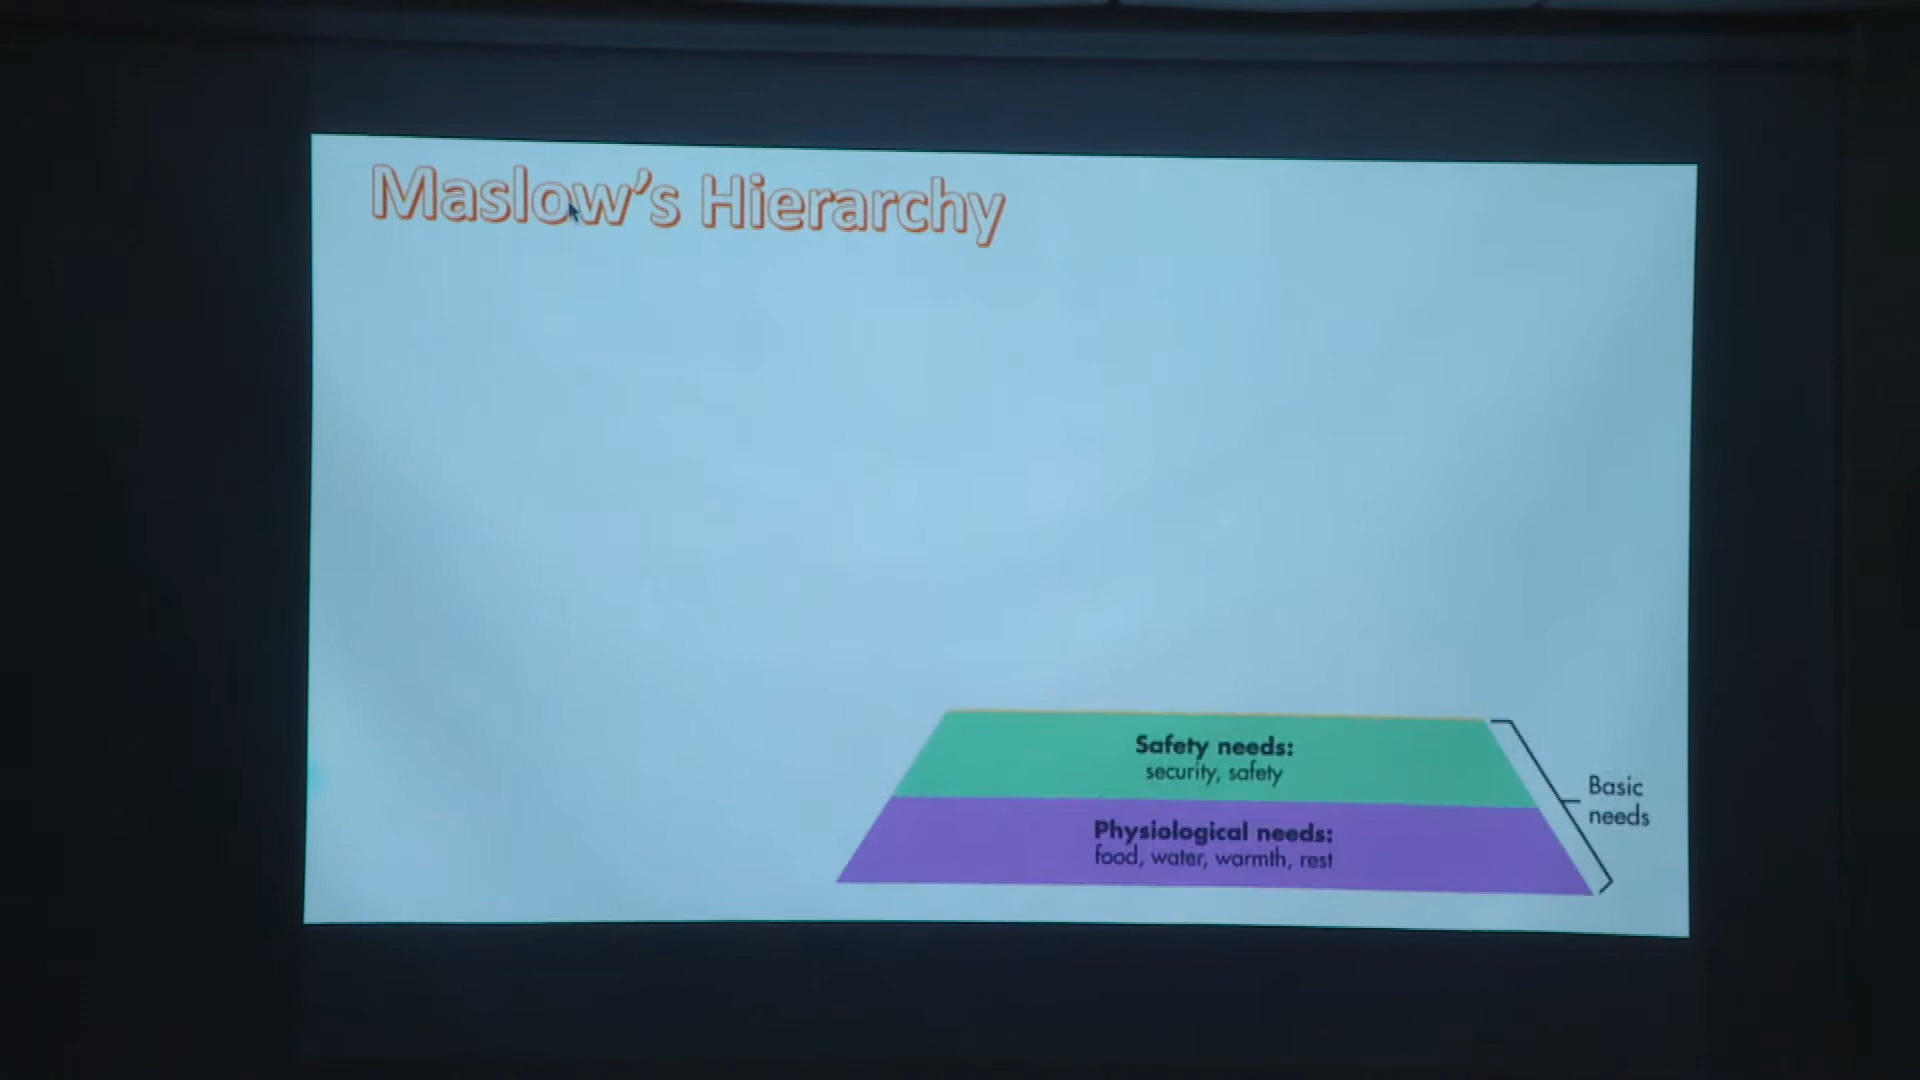 Maslow's Hierarchy
Safety needs:
security, safety
Physiological needs:
food, water, warmth, rest
Basic
needs